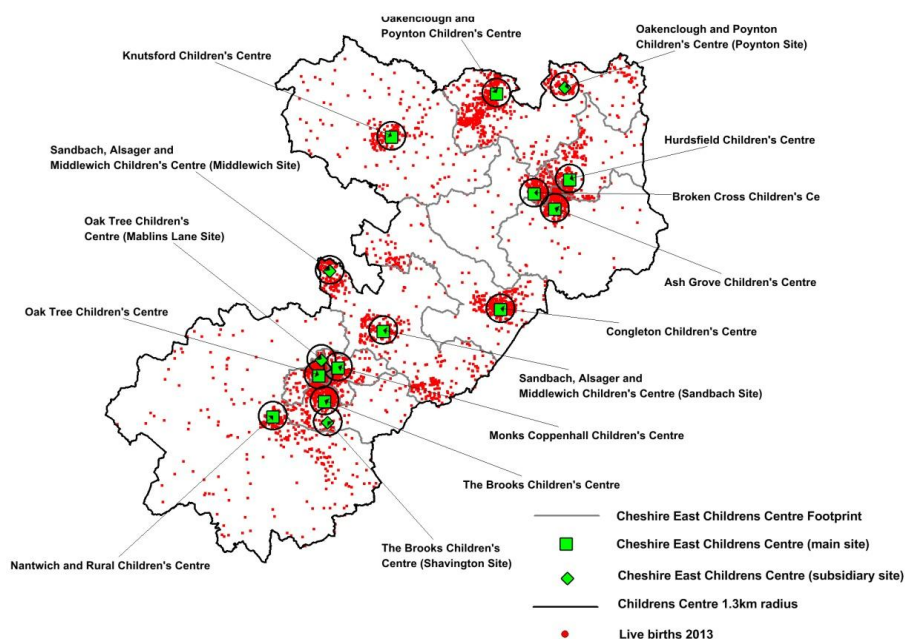 Oakenclough and
Poynton Children's Centre
Oakenclough and Poynton
Children's Centre (Poynton Site)
Knutsford Children's Centre
Hurdsfield Children's Centre
Sandbach, Alsager and
Middlewich Children's Centre (Middlewich Site)
Broken Cross Children's Ce
Oak Tree Children's
Centre (Mablins Lane Site)
Ash Grove Children's Centre
Oak Tree Children's Centre
Congleton Children's Centre
Sandbach, Alsager and
Middlewich Children's Centre (Sandbach Site)
Monks Coppenhall Children's Centre
The Brooks Children's Centre
The Brooks Children's
Centre (Shavington Site)
Nantwich and Rural Children's Centre
Cheshire East Childrens Centre Footprint
Cheshire East Childrens Centre (main site)
Cheshire East Childrens Centre (subsidiary site)
Childrens Centre 1.3km radius
Live births 2013